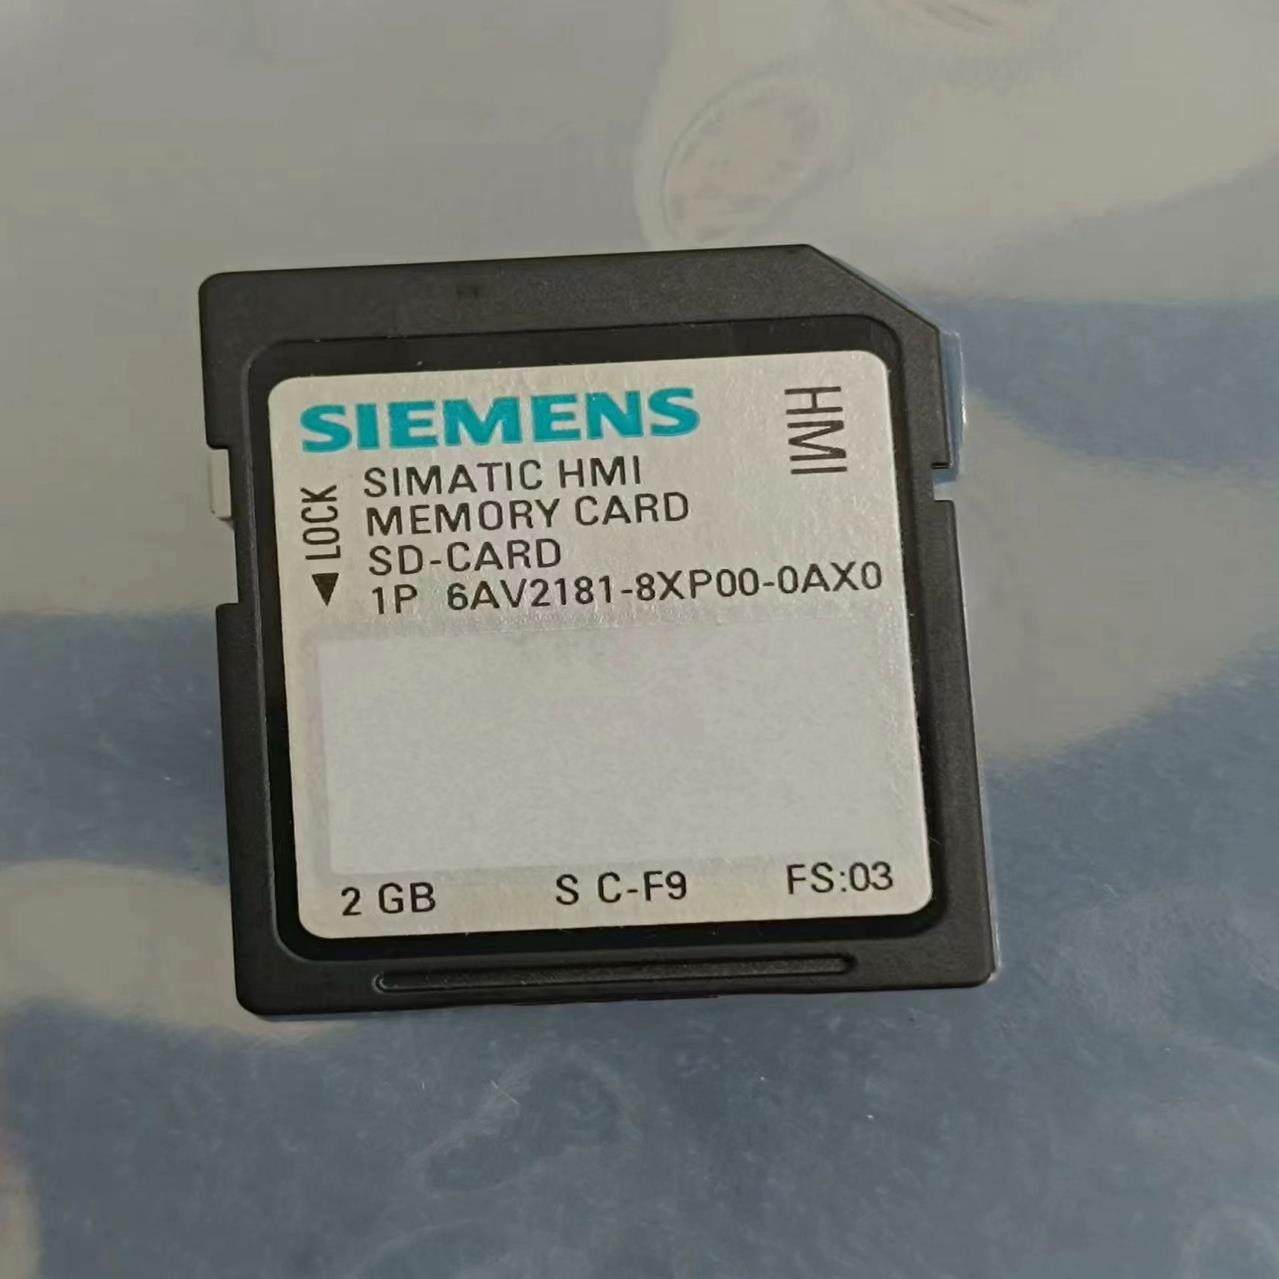 SIEMENS
HMI
SIMATIC HMI
MEMORY CARD
SD-CARD
1P 6AV2181-8XP00-0AX0
◄ LOCK
2 GB S C-F9 FS:03